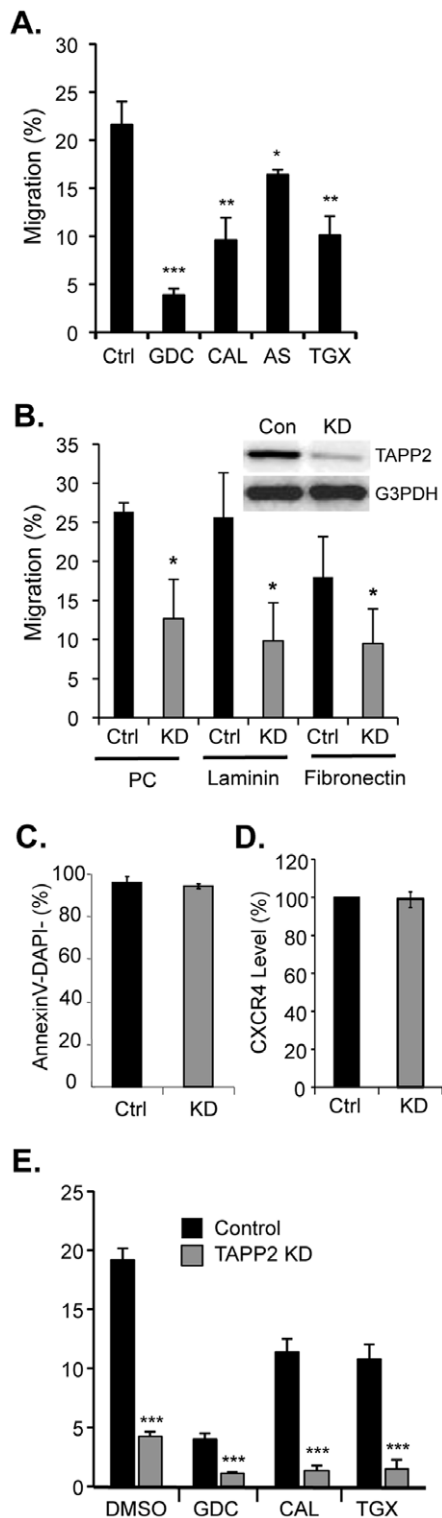 A.
Migration (%)
30
25
20
15
10
5
0
*** ** * **
Ctrl GDC CAL AS TGX
B.
Con KD
TAPP2
G3PDH
Migration (%)
35
30
25
20
15
10
5
0
* * *
Ctrl KD Ctrl KD Ctrl KD
PC Laminin Fibronectin
C.
AnnexinV-DAPI- (%)
100
80
60
40
20
0
Ctrl KD
D.
CXCR4 Level (%)
120
100
80
60
40
20
0
Ctrl KD
E.
25
20
15
10
5
0
Control
TAPP2 KD
*** *** *** ***
DMSO GDC CAL TGX